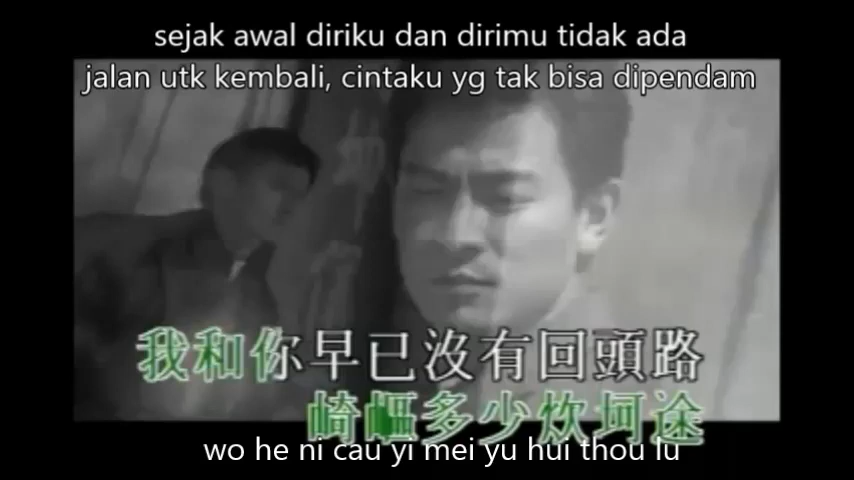 sejak awal diriku dan dirimu tidak ada
jalan utk kembali, cintaku yg tak bisa dipendam
我和你早已沒有回頭路
崎嶇多少炊坷途
wo he ni cau yi mei yu hui thou lu